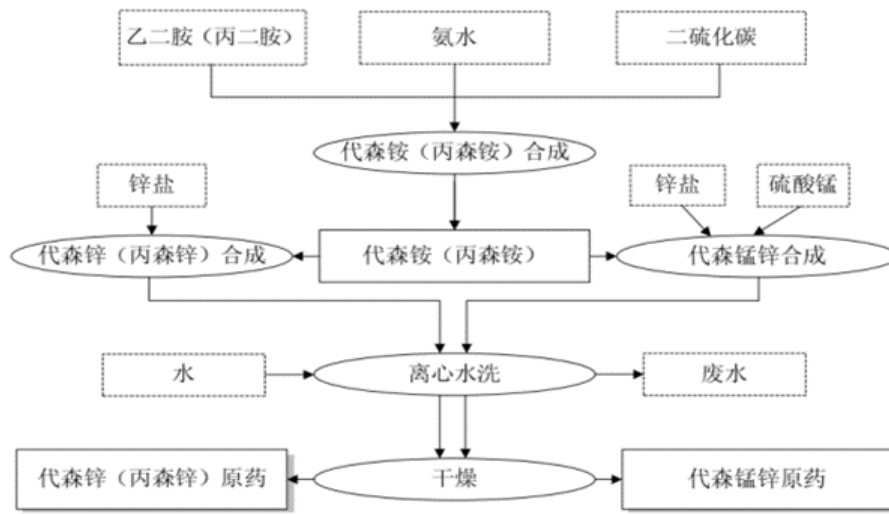 乙二胺（丙二胺）
氨水
二硫化碳
代森铵（丙森铵）合成
锌盐
锌盐
硫酸锰
代森锌（丙森锌）合成
代森铵（丙森铵）
代森锰锌合成
水
离心水洗
废水
代森锌（丙森锌）原药
干燥
代森锰锌原药